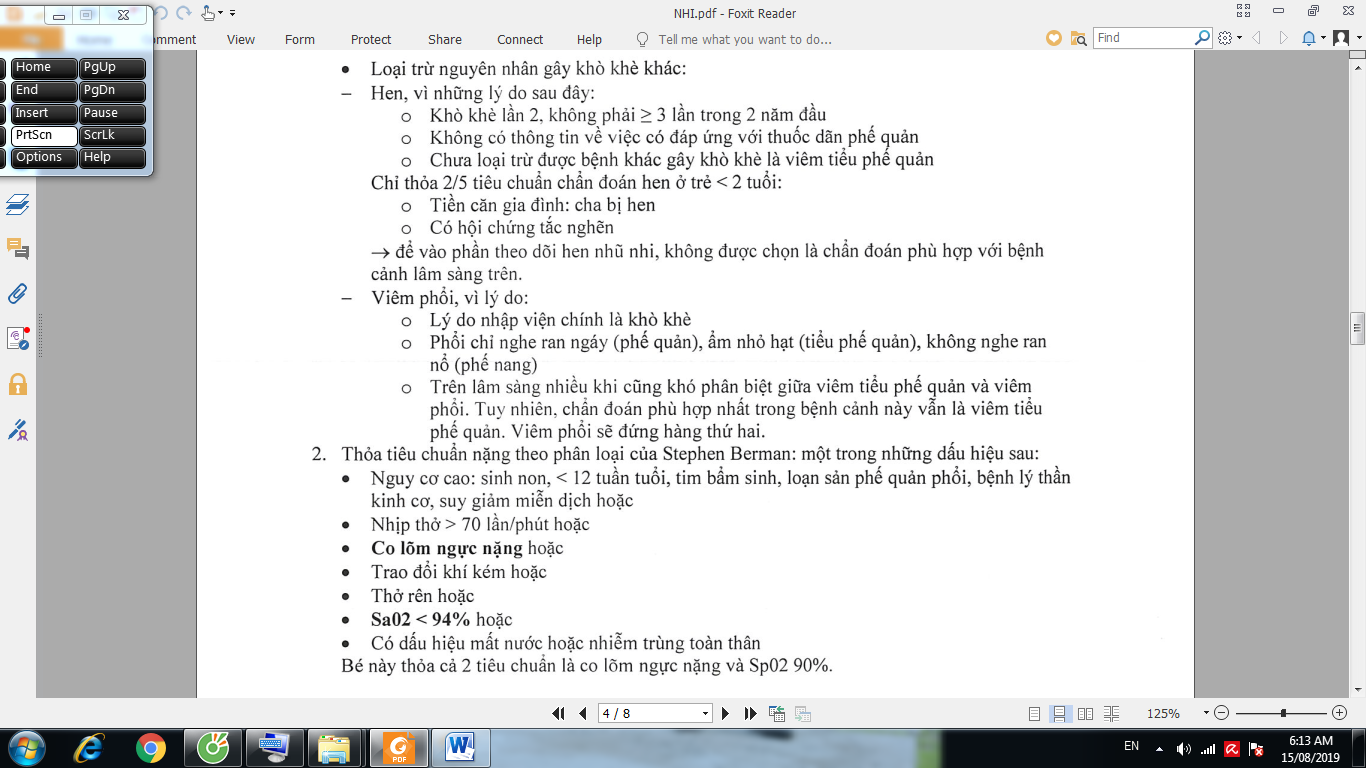 NHI.pdf - Foxit Reader
Comment View Form Protect Share Connect Help Tell me what you want to do... Find
Home PgUp
End PgDn
Insert Pause
PrtScn ScrLk
Options Help
• Loại trừ nguyên nhân gây khò khè khác:
– Hen, vì những lý do sau đây:
o Khò khè lần 2, không phải ≥ 3 lần trong 2 năm đầu
o Không có thông tin về việc có đáp ứng với thuốc dãn phế quản
o Chưa loại trừ được bệnh khác gây khò khè là viêm tiểu phế quản
Chỉ thỏa 2/5 tiêu chuẩn chẩn đoán hen ở trẻ < 2 tuổi:
o Tiền căn gia đình: cha bị hen
o Có hội chứng tắc nghẽn
→ để vào phần theo dõi hen nhũ nhi, không được chọn là chẩn đoán phù hợp với bệnh
cảnh lâm sàng trên.
– Viêm phổi, vì lý do:
o Lý do nhập viện chính là khò khè
o Phổi chỉ nghe ran ngáy (phế quản), ẩm nhỏ hạt (tiểu phế quản), không nghe ran
nổ (phế nang)
o Trên lâm sàng nhiều khi cũng khó phân biệt giữa viêm tiểu phế quản và viêm
phổi. Tuy nhiên, chẩn đoán phù hợp nhất trong bệnh cảnh này vẫn là viêm tiểu
phế quản. Viêm phổi sẽ đứng hàng thứ hai.
2. Thỏa tiêu chuẩn nặng theo phân loại của Stephen Berman: một trong những dấu hiệu sau:
• Nguy cơ cao: sinh non, < 12 tuần tuổi, tim bẩm sinh, loạn sản phế quản phổi, bệnh lý thần
kinh cơ, suy giảm miễn dịch hoặc
• Nhịp thở > 70 lần/phút hoặc
• Co lõm ngực nặng hoặc
• Trao đổi khí kém hoặc
• Thở rên hoặc
• Sa02 < 94% hoặc
• Có dấu hiệu mất nước hoặc nhiễm trùng toàn thân
Bé này thỏa cả 2 tiêu chuẩn là co lõm ngực nặng và Sp02 90%.
4 / 8 125%
EN 6:13 AM
15/08/2019